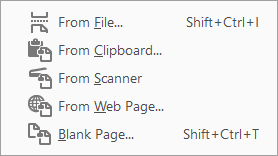 From File... Shift+Ctrl+I
From Clipboard...
From Scanner
From Web Page...
Blank Page... Shift+Ctrl+T